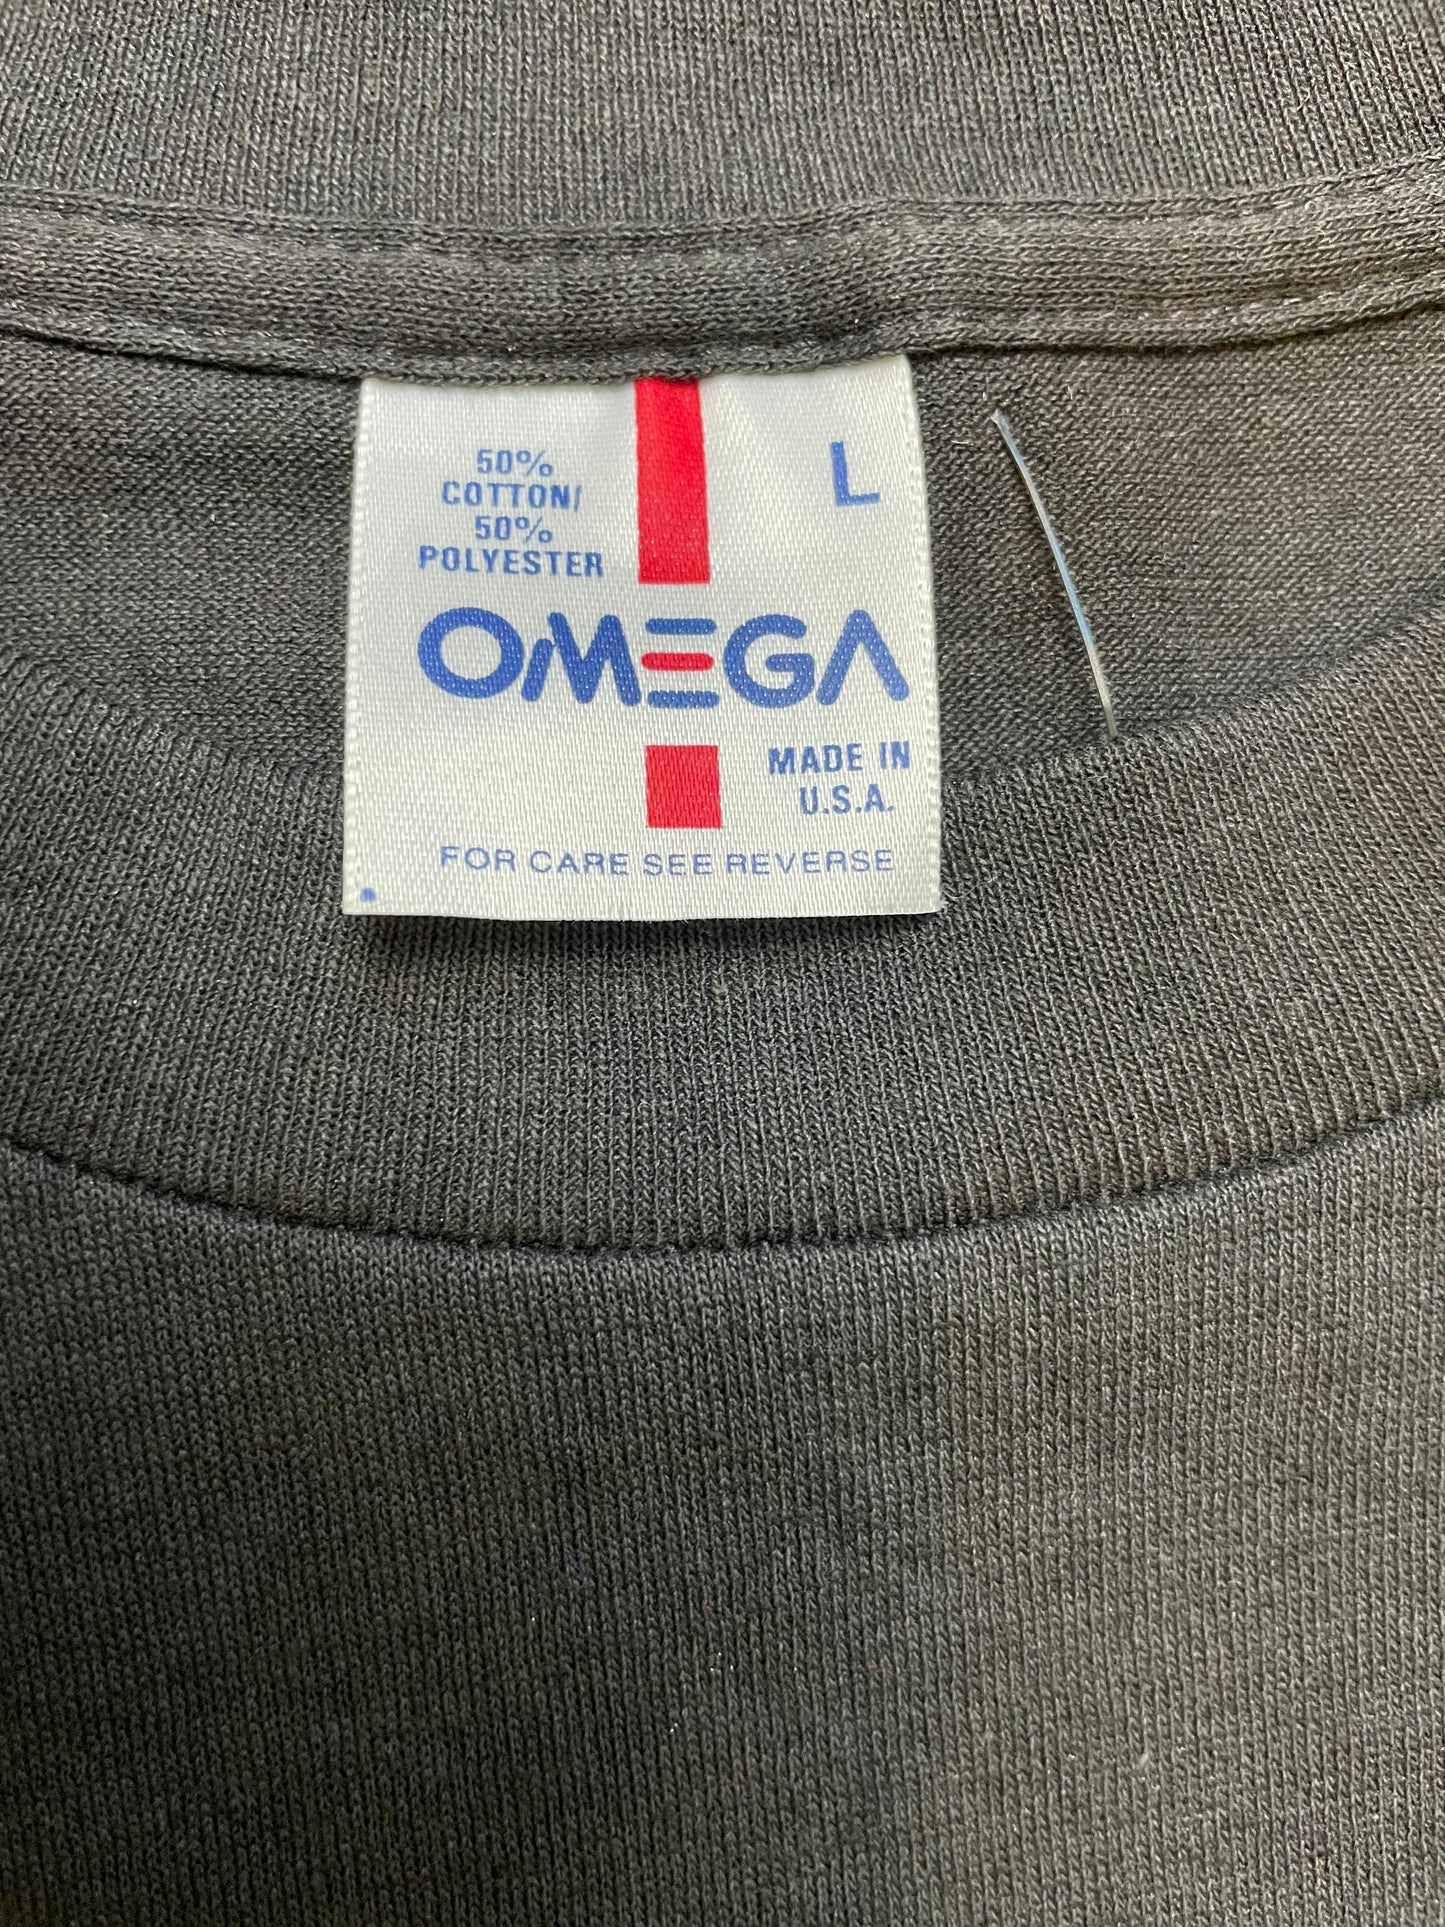 50%
COTTON/
50%
POLYESTER
L
OMEGA
MADE IN
U.S.A.
FOR CARE SEE REVERSE